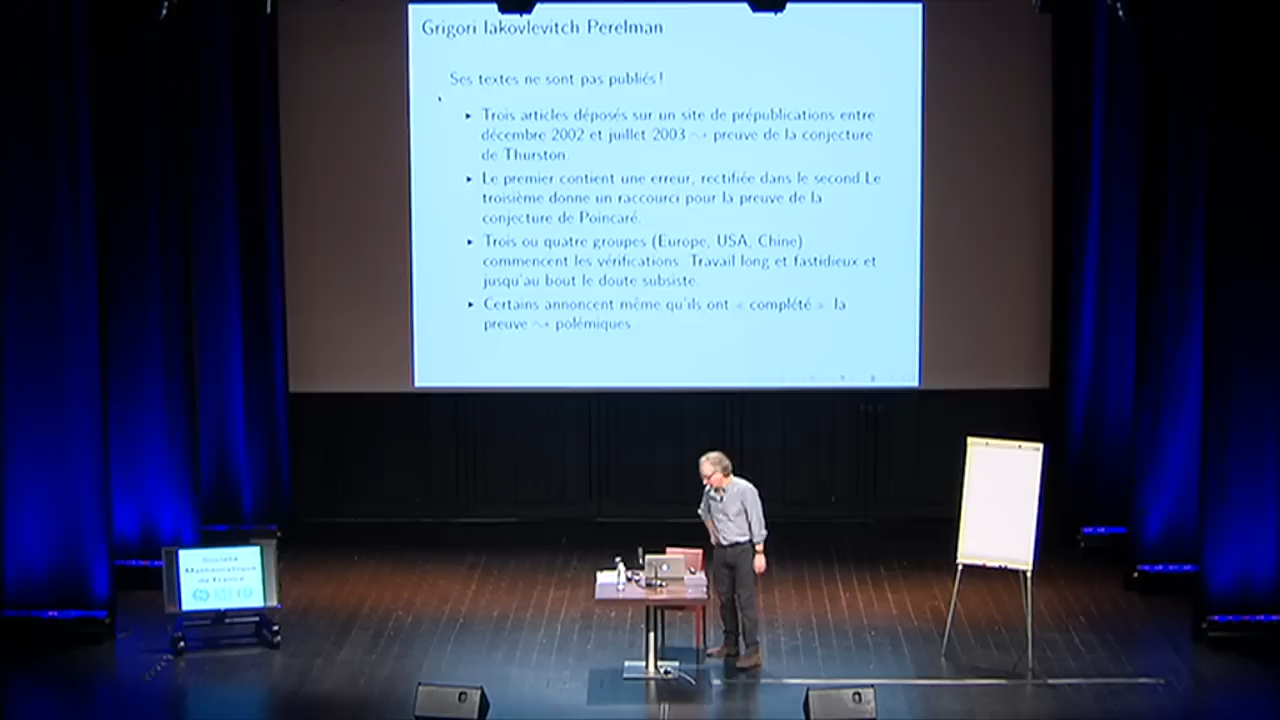 Grigori Iakovlevitch Perelman
Ses textes ne sont pas publiés !
▸ Trois articles déposés sur un site de prépublications entre
décembre 2002 et juillet 2003 ⤳ preuve de la conjecture
de Thurston.
▸ Le premier contient une erreur, rectifiée dans le second.Le
troisième donne un raccourci pour la preuve de la
conjecture de Poincaré.
▸ Trois ou quatre groupes (Europe, USA, Chine)
commencent les vérifications. Travail long et fastidieux et
jusqu'au bout le doute subsiste.
▸ Certains annoncent même qu'ils ont « complété » la
preuve ⤳ polémiques
Société
Mathématique
de France